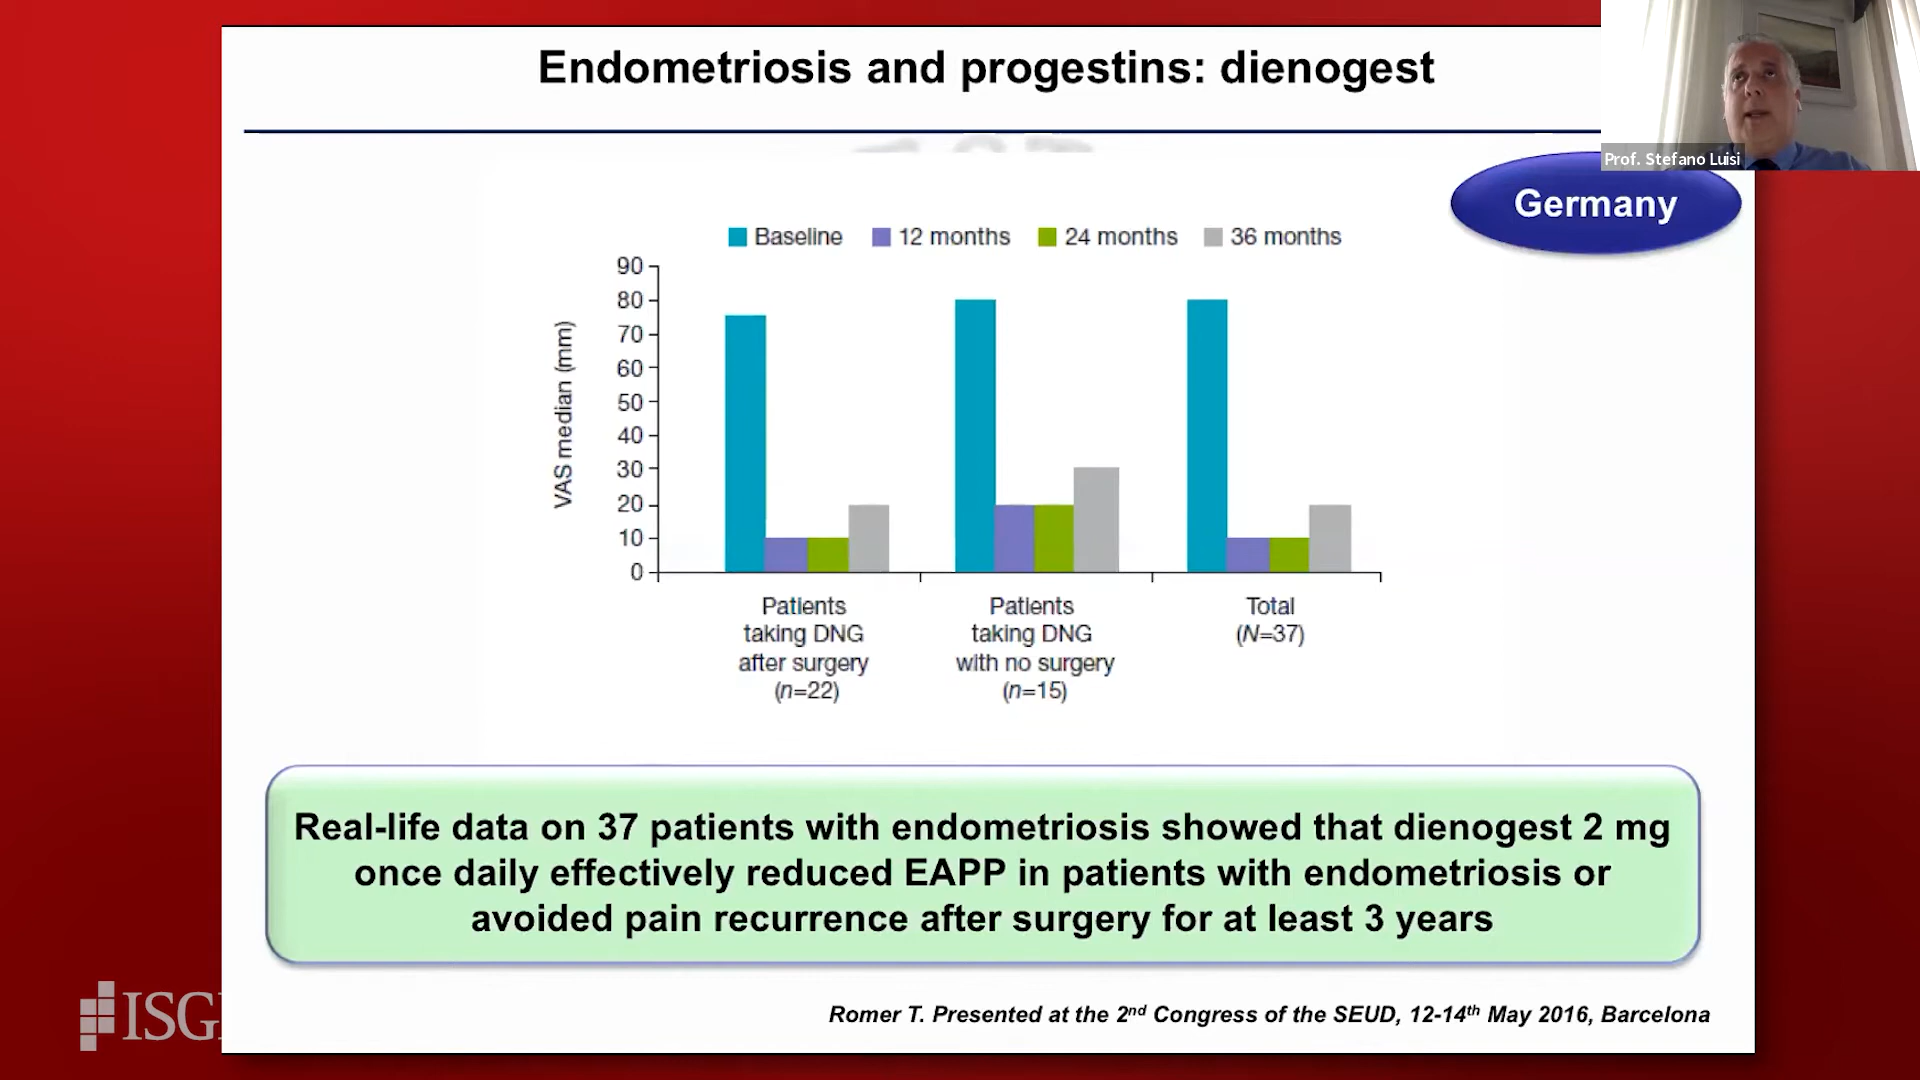 Endometriosis and progestins: dienogest
Prof. Stefano Luisi
Germany
Baseline 12 months 24 months 36 months
90
80
70
60
50
40
30
20
10
0
VAS median (mm)
Patients
taking DNG
after surgery
(n=22)
Patients
taking DNG
with no surgery
(n=15)
Total
(N=37)
Real-life data on 37 patients with endometriosis showed that dienogest 2 mg
once daily effectively reduced EAPP in patients with endometriosis or
avoided pain recurrence after surgery for at least 3 years
Romer T. Presented at the 2nd Congress of the SEUD, 12-14th May 2016, Barcelona